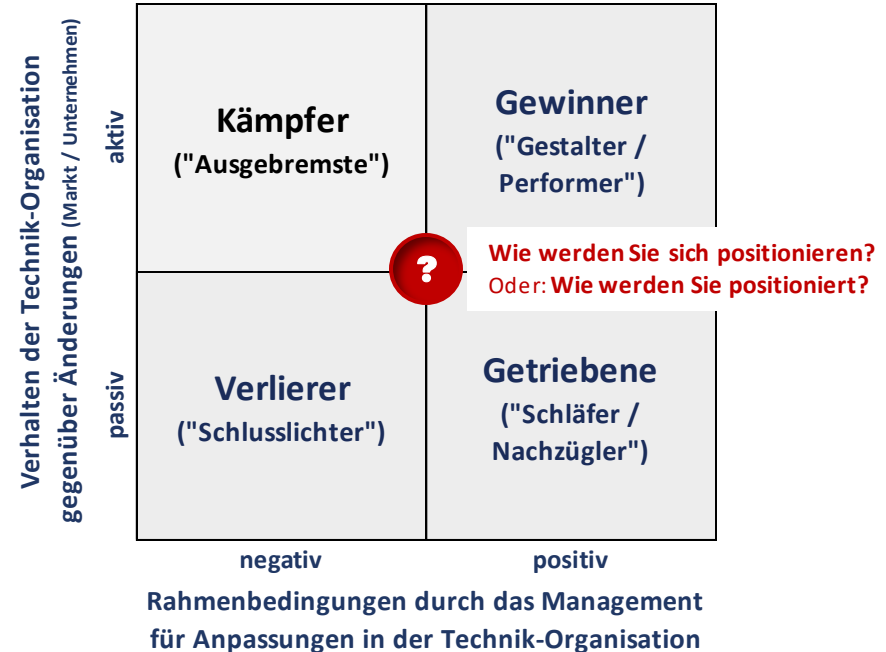 Verhalten der Technik-Organisation
gegenüber Änderungen (Markt / Unternehmen)
aktiv
passiv
Kämpfer
("Ausgebremste")
Gewinner
("Gestalter /
Performer")
?
Wie werden Sie sich positionieren?
Oder: Wie werden Sie positioniert?
Verlierer
("Schlusslichter")
Getriebene
("Schläfer /
Nachzügler")
negativ
positiv
Rahmenbedingungen durch das Management
für Anpassungen in der Technik-Organisation